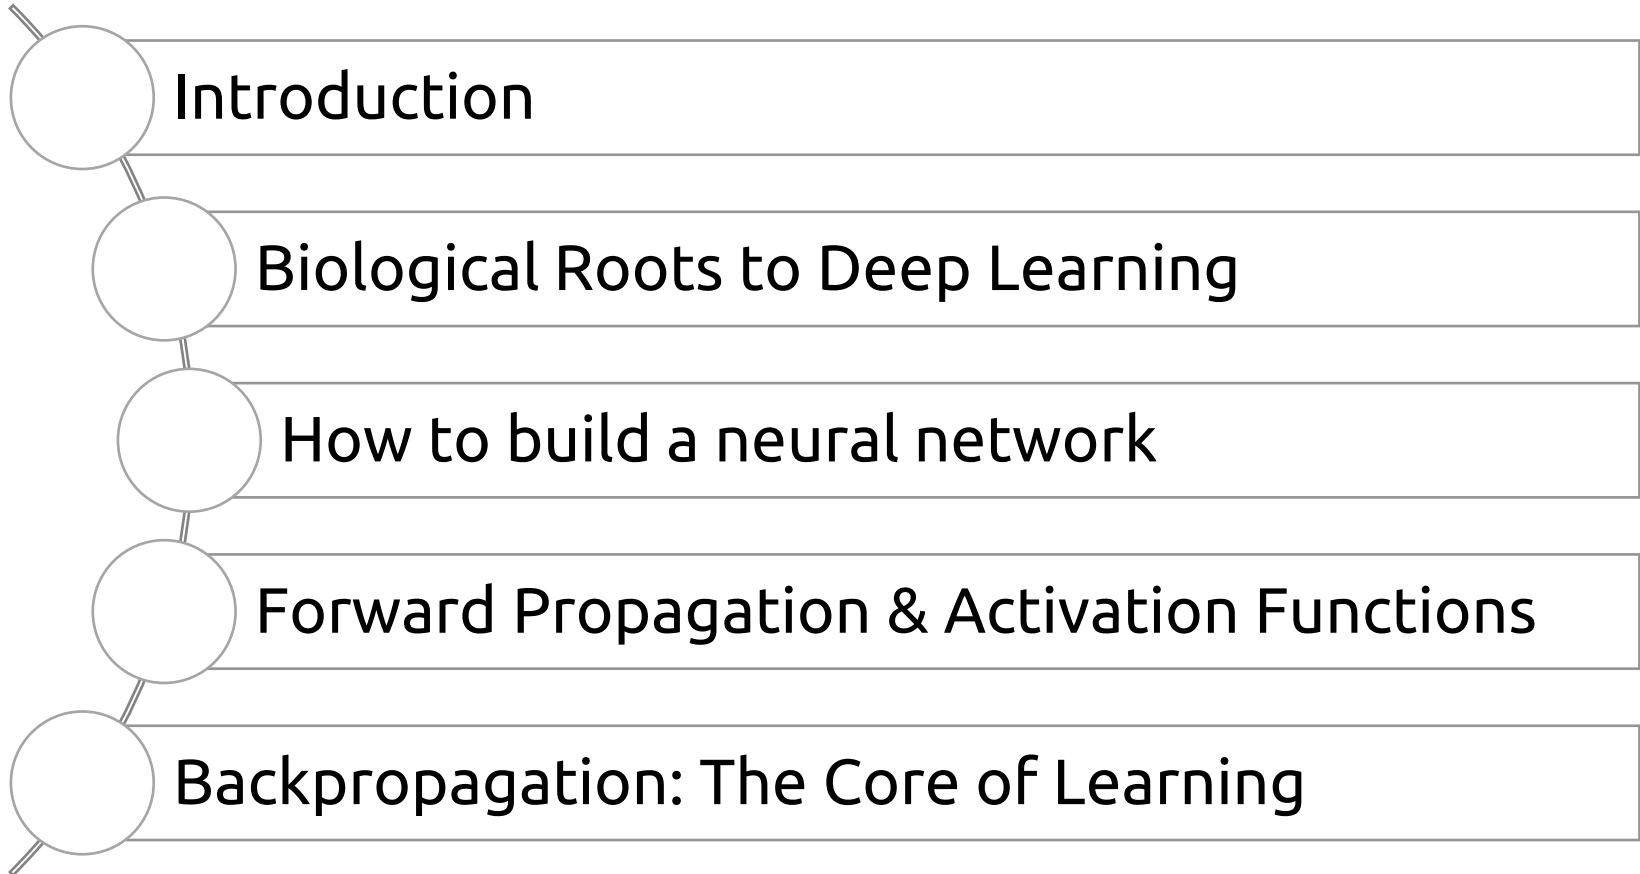 Introduction
Biological Roots to Deep Learning
How to build a neural network
Forward Propagation & Activation Functions
Backpropagation: The Core of Learning